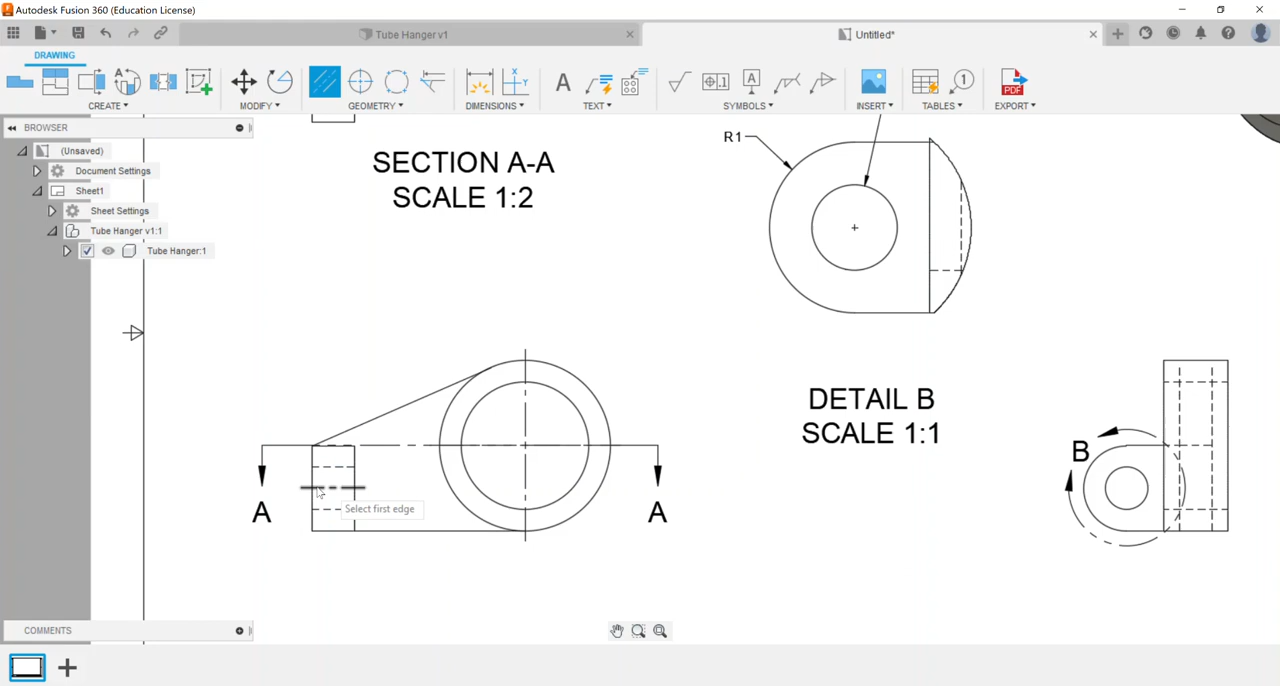 Autodesk Fusion 360 (Education License)
Tube Hanger v1
Untitled*
DRAWING
CREATE
MODIFY
GEOMETRY
DIMENSIONS
TEXT
SYMBOLS
INSERT
TABLES
EXPORT
BROWSER
(Unsaved)
Document Settings
Sheet1
Sheet Settings
Tube Hanger v1:1
Tube Hanger:1
SECTION A-A
SCALE 1:2
R1
DETAIL B
SCALE 1:1
A
A
B
Select first edge
COMMENTS